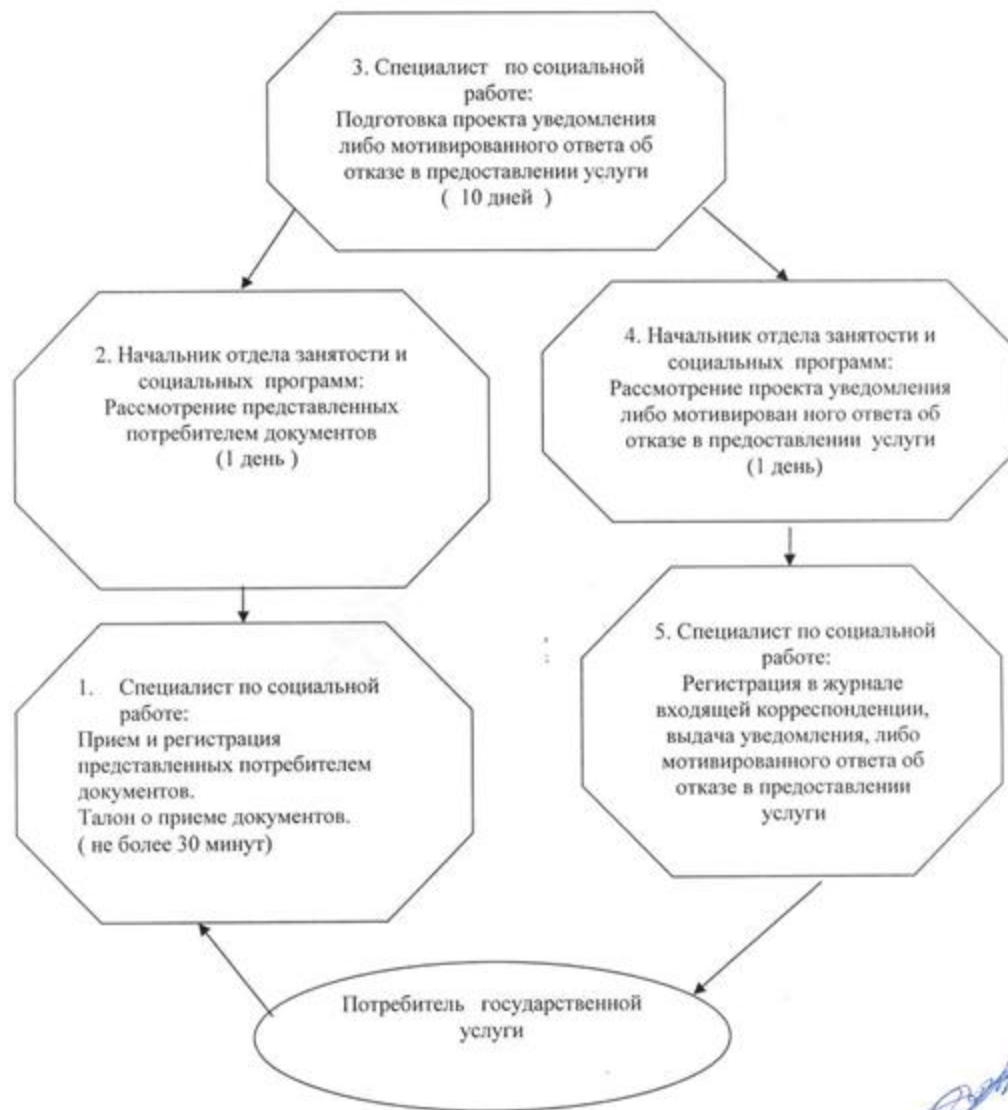 3. Специалист по социальной
работе:
Подготовка проекта уведомления
либо мотивированного ответа об
отказе в предоставлении услуги
( 10 дней )
2. Начальник отдела занятости и
социальных программ:
Рассмотрение представленных
потребителем документов
(1 день )
4. Начальник отдела занятости и
социальных программ:
Рассмотрение проекта уведомления
либо мотивирован ного ответа об
отказе в предоставлении услуги
(1 день)
1. Специалист по социальной
работе:
Прием и регистрация
представленных потребителем
документов.
Талон о приеме документов.
( не более 30 минут)
5. Специалист по социальной
работе:
Регистрация в журнале
входящей корреспонденции,
выдача уведомления, либо
мотивированного ответа об
отказе в предоставлении
услуги
Потребитель государственной
услуги